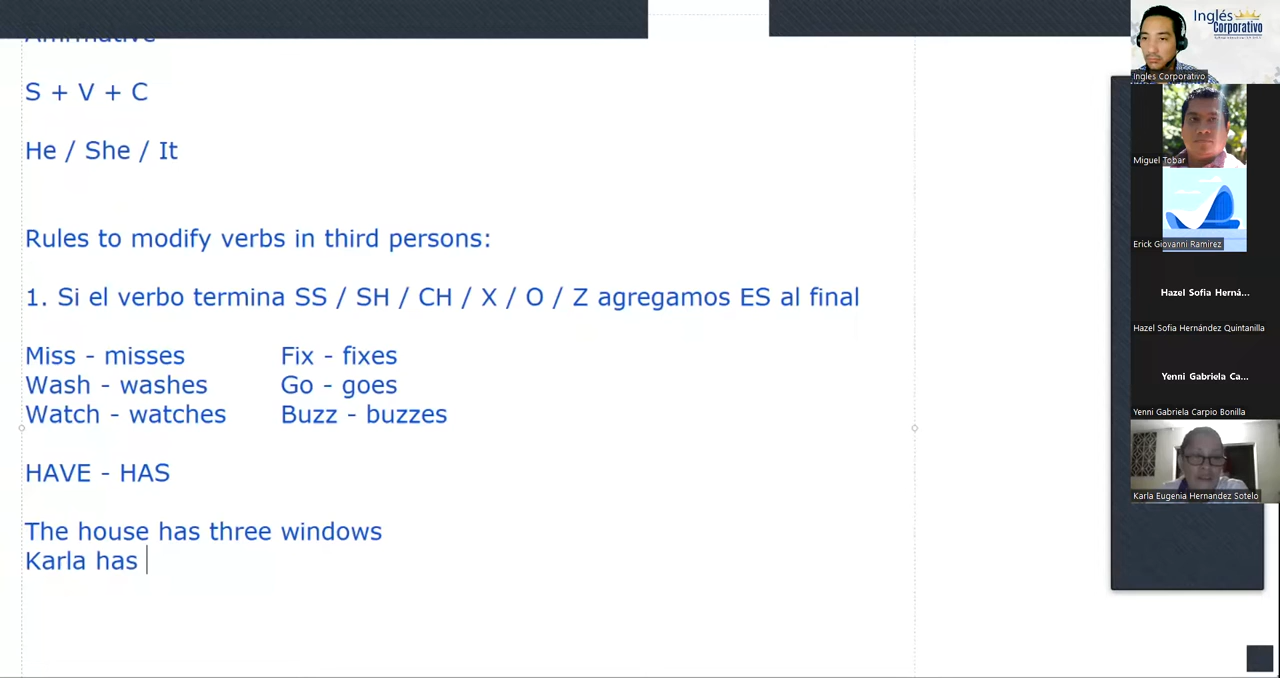 Affirmative
S + V + C
He / She / It
Rules to modify verbs in third persons:
1. Si el verbo termina SS / SH / CH / X / O / Z agregamos ES al final
Miss - misses Fix - fixes
Wash - washes Go - goes
Watch - watches Buzz - buzzes
HAVE - HAS
The house has three windows
Karla has
Inglés
Corporativo
Ingles Corporativo
Miguel Tobar
Erick Giovanni Ramirez
Hazel Sofia Herná...
Hazel Sofia Hernández Quintanilla
Yenni Gabriela Ca...
Yenni Gabriela Carpio Bonilla
Karla Eugenia Hernandez Sotelo